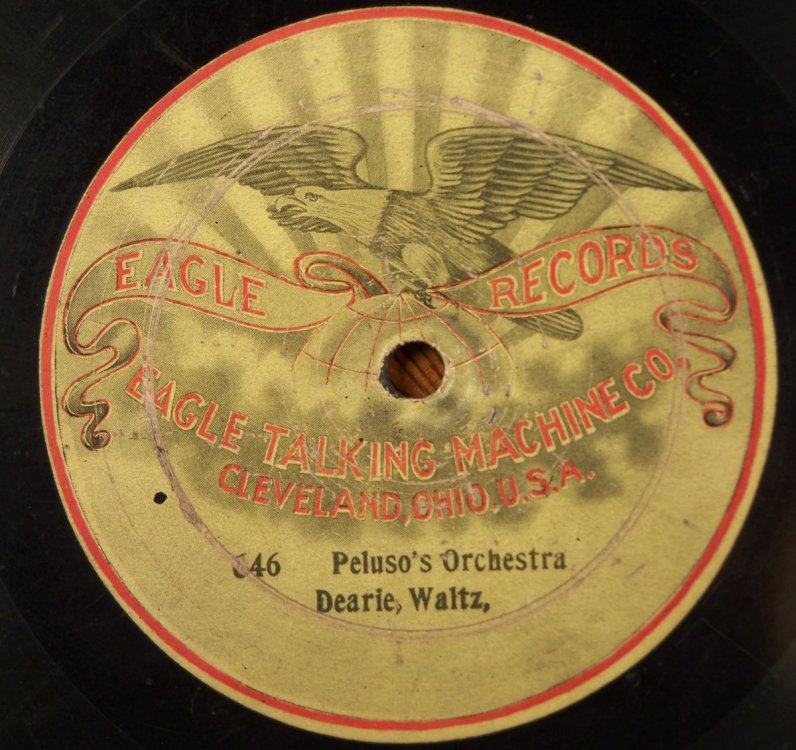 EAGLE RECORDS
EAGLE TALKING MACHINE CO.
CLEVELAND, OHIO, U.S.A.
Peluso's Orchestra
Dearie, Waltz,